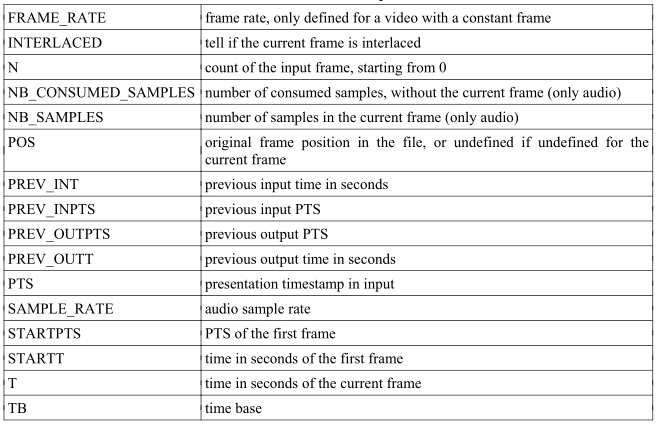 FRAME_RATE frame rate, only defined for a video with a constant frame
INTERLACED tell if the current frame is interlaced
N count of the input frame, starting from 0
NB_CONSUMED_SAMPLES number of consumed samples, without the current frame (only audio)
NB_SAMPLES number of samples in the current frame (only audio)
POS original frame position in the file, or undefined if undefined for the
current frame
PREV_INT previous input time in seconds
PREV_INPTS previous input PTS
PREV_OUTPTS previous output PTS
PREV_OUTT previous output time in seconds
PTS presentation timestamp in input
SAMPLE_RATE audio sample rate
STARTPTS PTS of the first frame
STARTT time in seconds of the first frame
T time in seconds of the current frame
TB time base